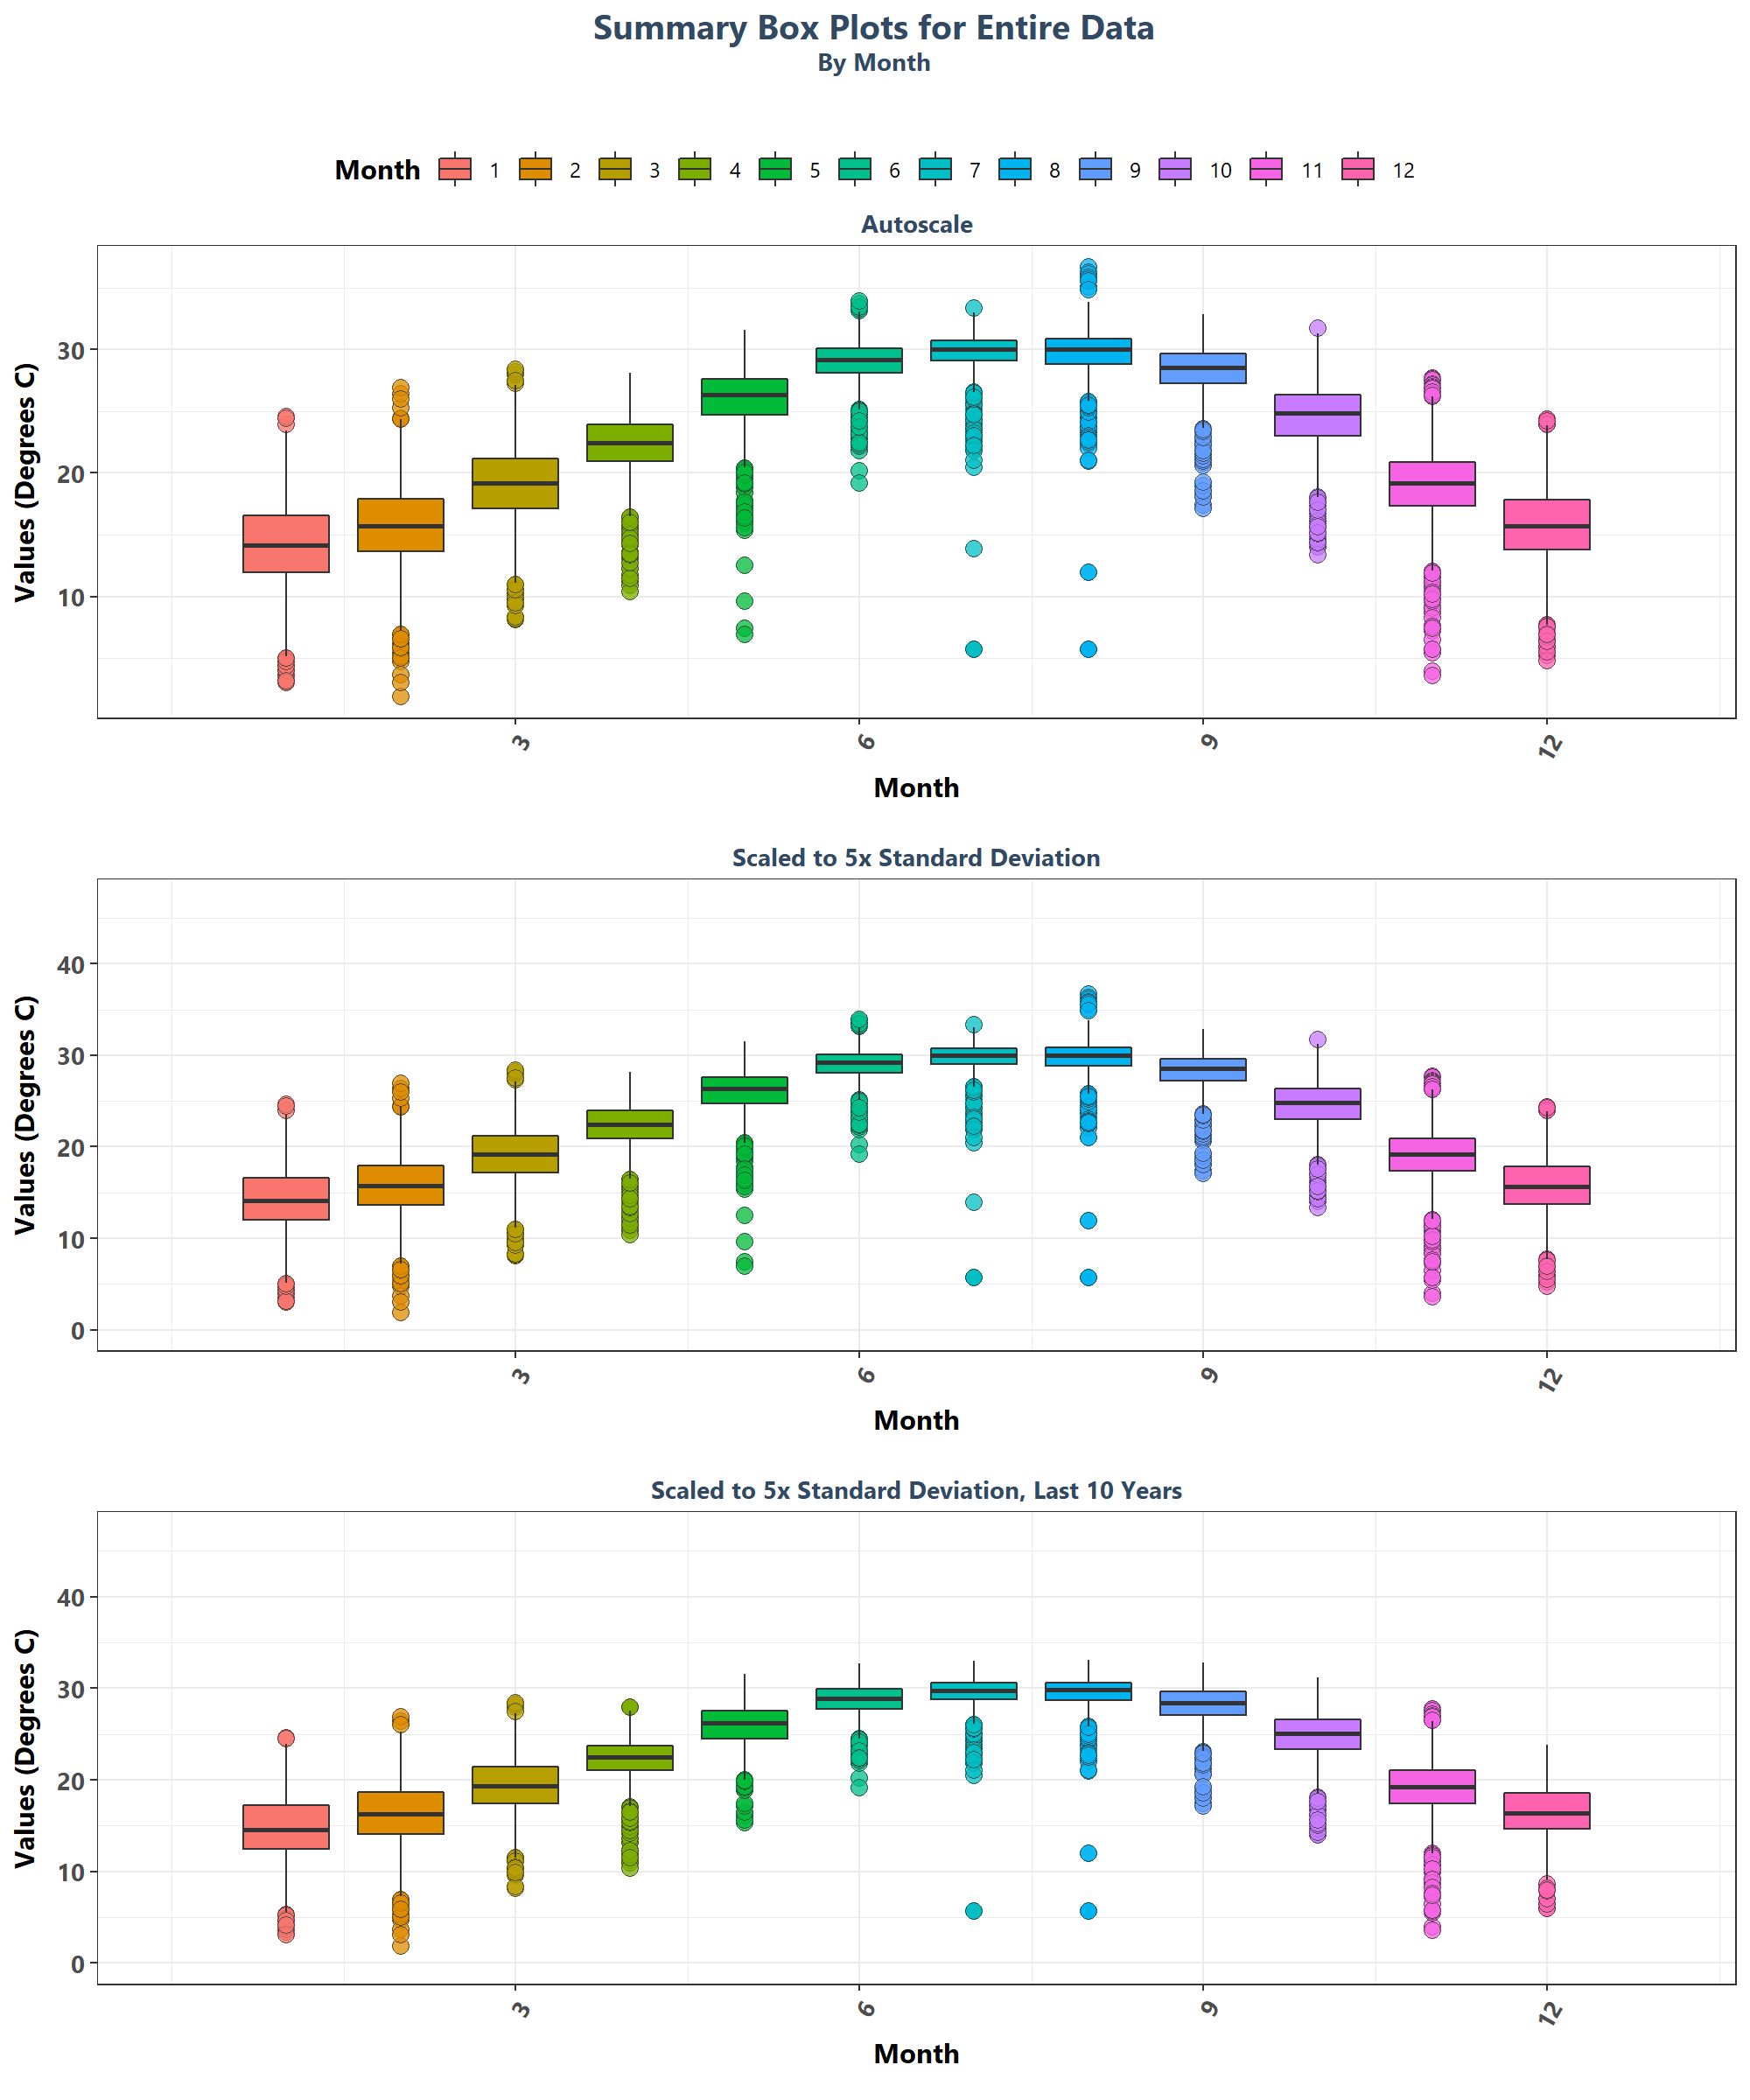 Summary Box Plots for Entire Data
By Month
Month 1 2 3 4 5 6 7 8 9 10 11 12
Autoscale
Values (Degrees C)
30
20
10
3 6 9 12
Month
Scaled to 5x Standard Deviation
Values (Degrees C)
40
30
20
10
0
3 6 9 12
Month
Scaled to 5x Standard Deviation, Last 10 Years
Values (Degrees C)
40
30
20
10
0
3 6 9 12
Month